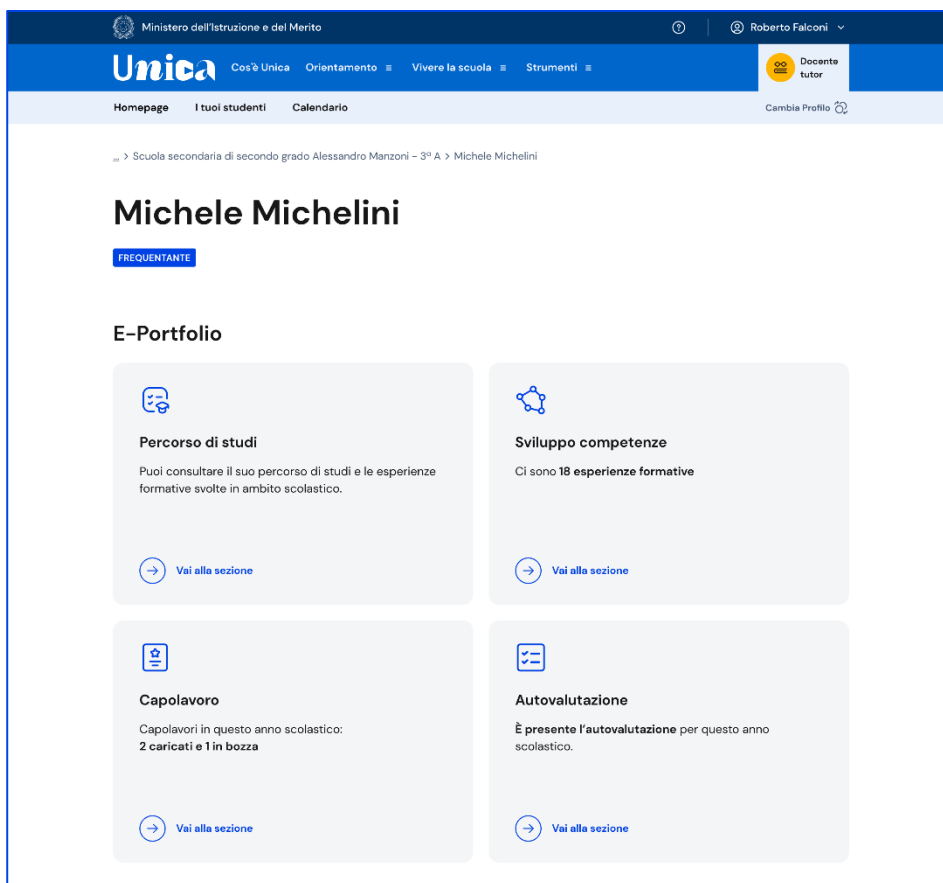 Ministero dell'Istruzione e del Merito
Roberto Falconi
Unica Cos'è Unica Orientamento Vivere la scuola Strumenti
Docente
tutor
Homepage I tuoi studenti Calendario Cambia Profilo
... > Scuola secondaria di secondo grado Alessandro Manzoni - 3ª A > Michele Michelini
Michele Michelini
FREQUENTANTE
E-Portfolio
Percorso di studi
Puoi consultare il suo percorso di studi e le esperienze
formative svolte in ambito scolastico.
Vai alla sezione
Sviluppo competenze
Ci sono 18 esperienze formative
Vai alla sezione
Capolavoro
Capolavori in questo anno scolastico:
2 caricati e 1 in bozza
Vai alla sezione
Autovalutazione
È presente l'autovalutazione per questo anno
scolastico.
Vai alla sezione